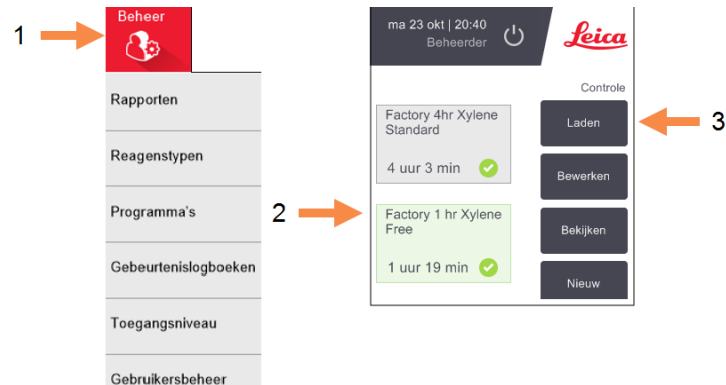 Beheer
1
Rapporten
Reagenstypen
Programma's
Gebeurtenislogboeken
Toegangsniveau
Gebruikersbeheer
ma 23 okt | 20:40
Beheerder
Leica
Controle
Factory 4hr Xylene
Standard
4 uur 3 min
2
Factory 1 hr Xylene
Free
1 uur 19 min
Laden
3
Bewerken
Bekijken
Nieuw